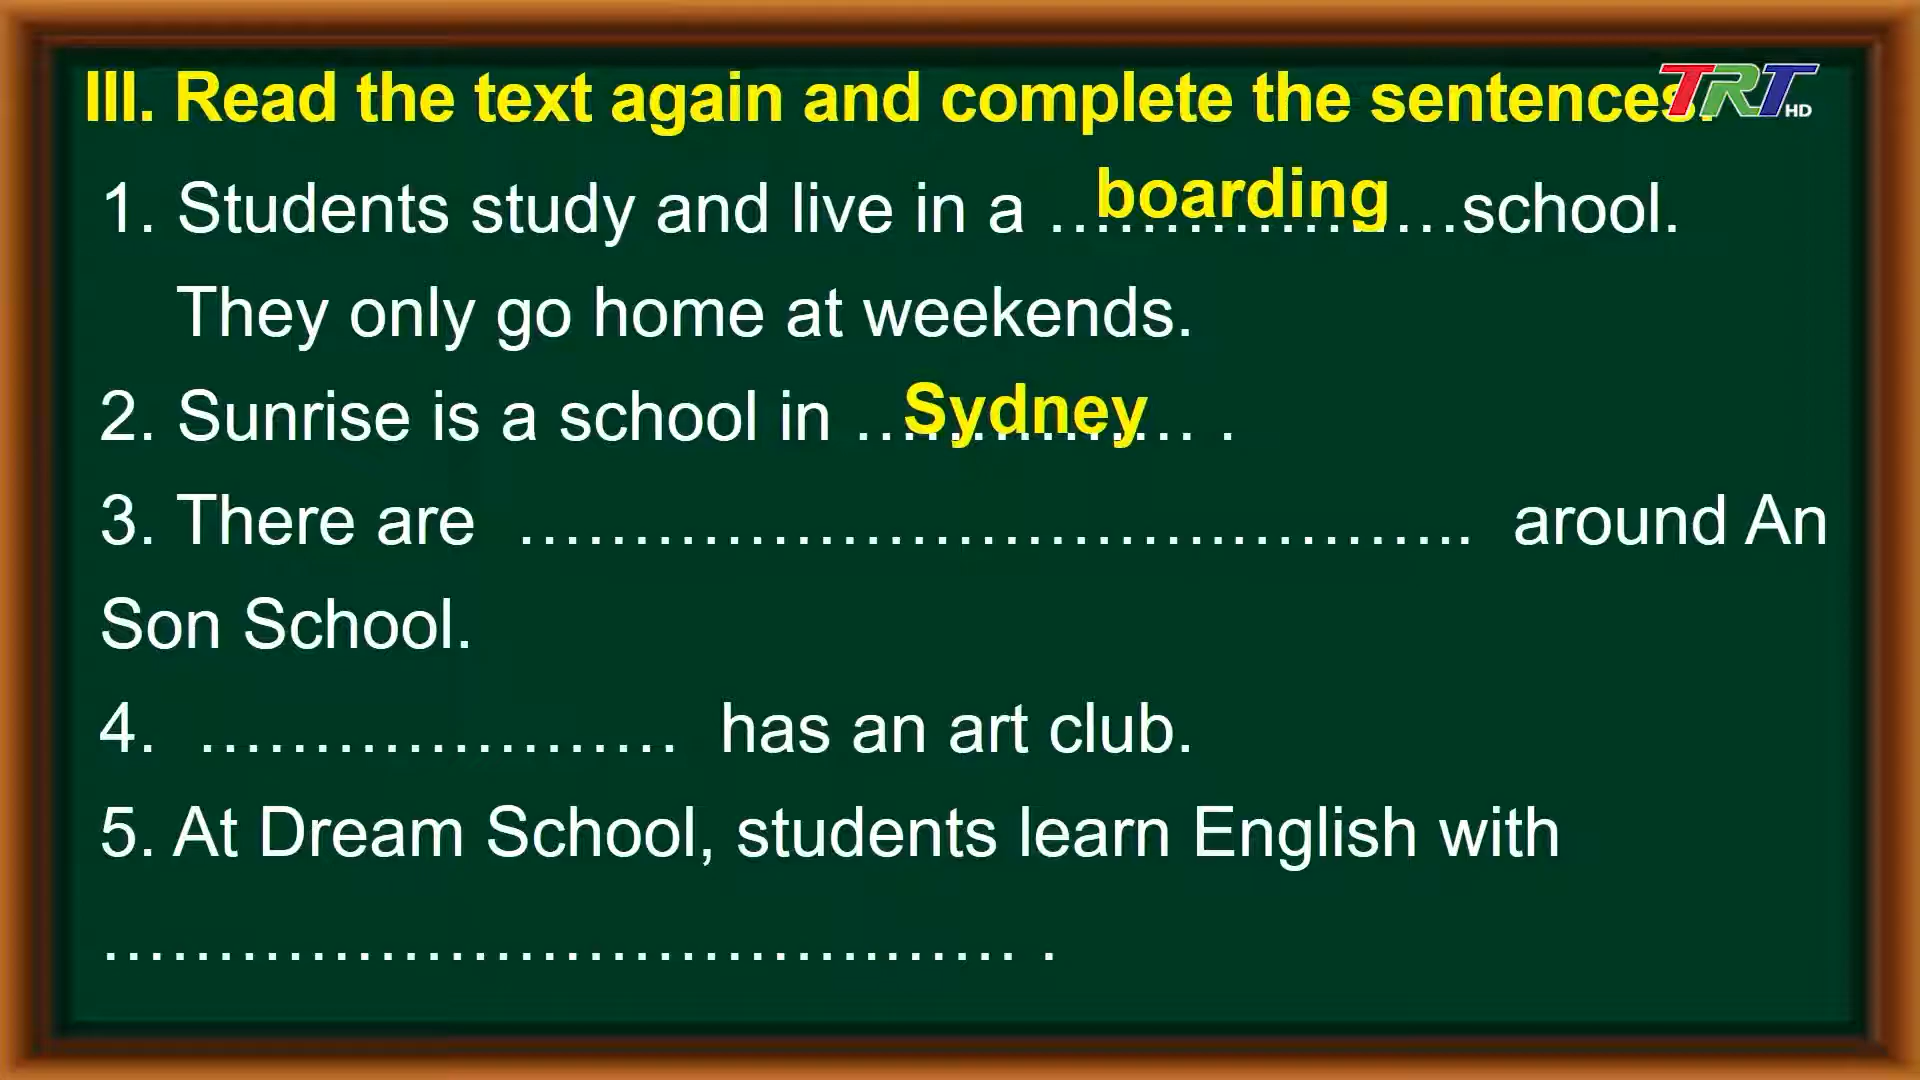 III. Read the text again and complete the sentences.
TRT HD
1. Students study and live in a ……boarding……school.
They only go home at weekends.
2. Sunrise is a school in …Sydney… .
3. There are …………………………………….. around An
Son School.
4. ………………… has an art club.
5. At Dream School, students learn English with
…………………………………… .